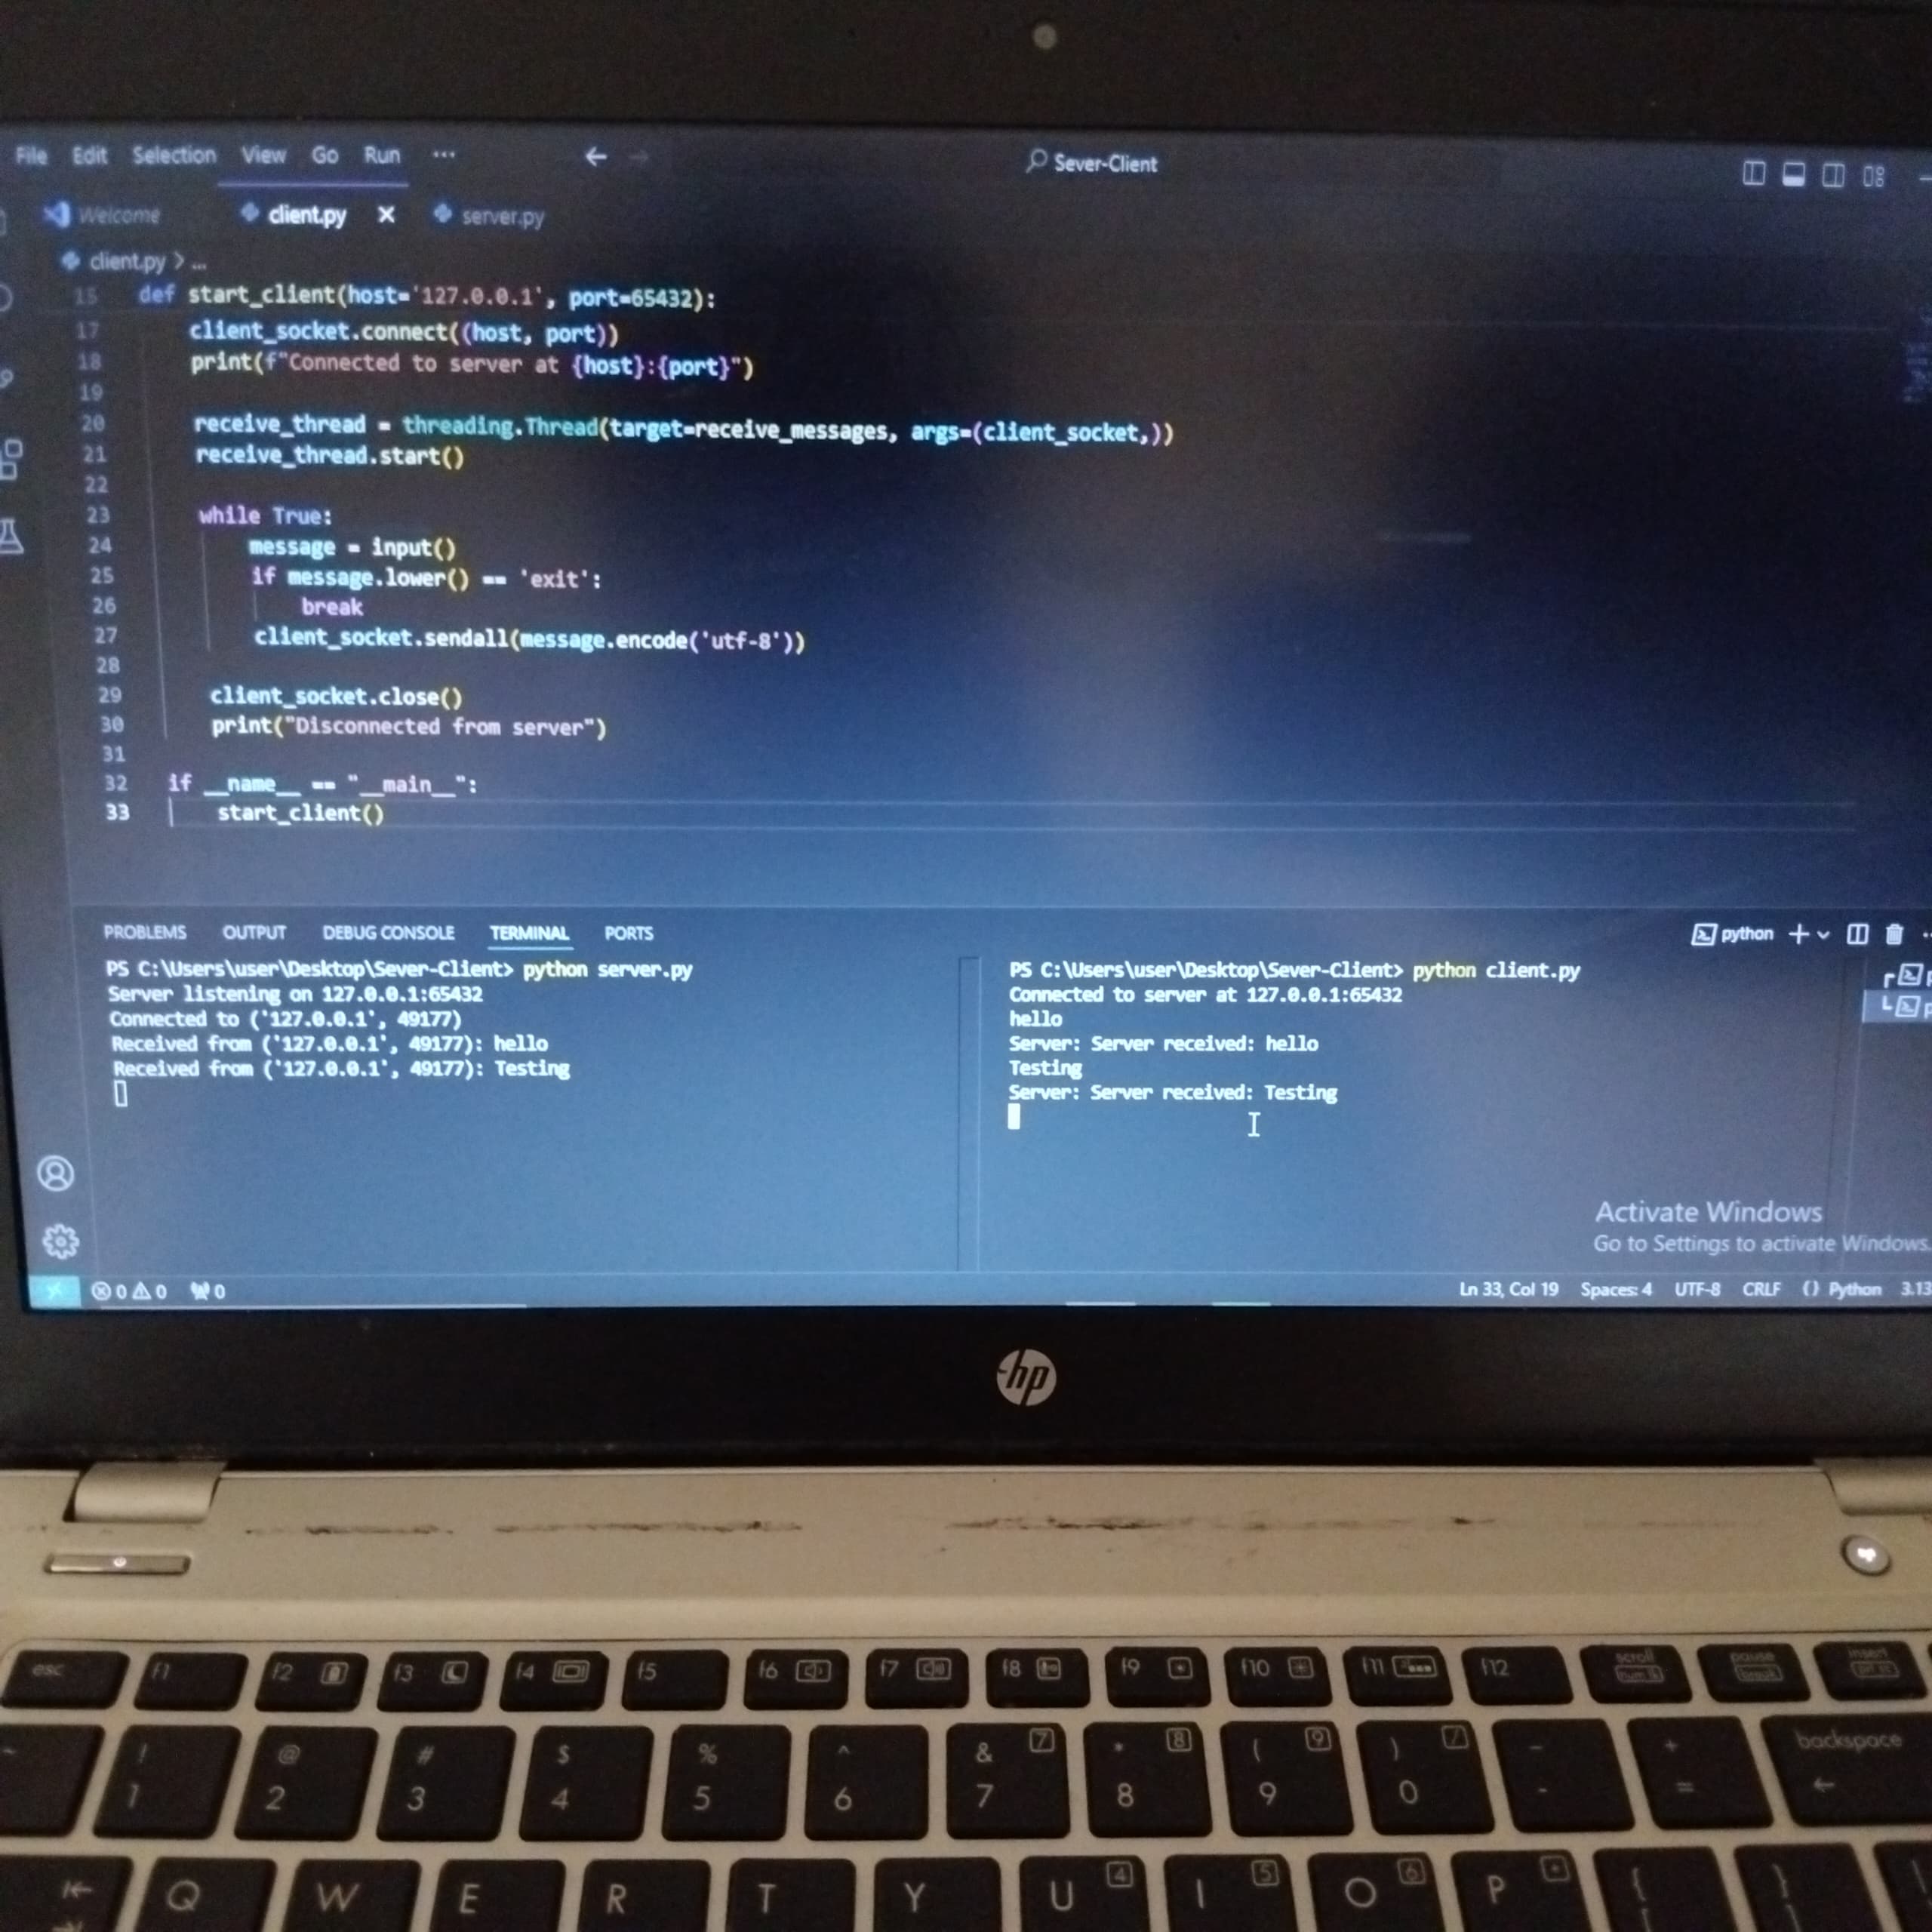 File Edit Selection View Go Run ... Sever-Client
Welcome client.py server.py
client.py > ...
15 def start_client(host='127.0.0.1', port=65432):
17 client_socket.connect((host, port))
18 print(f"Connected to server at {host}:{port}")
19
20 receive_thread = threading.Thread(target=receive_messages, args=(client_socket,))
21 receive_thread.start()
22
23 while True:
24 message = input()
25 if message.lower() == 'exit':
26 break
27 client_socket.sendall(message.encode('utf-8'))
28
29 client_socket.close()
30 print("Disconnected from server")
31
32 if __name__ == "__main__":
33 start_client()
PROBLEMS OUTPUT DEBUG CONSOLE TERMINAL PORTS python
PS C:\Users\user\Desktop\Sever-Client> python server.py
Server listening on 127.0.0.1:65432
Connected to ('127.0.0.1', 49177)
Received from ('127.0.0.1', 49177): hello
Received from ('127.0.0.1', 49177): Testing
PS C:\Users\user\Desktop\Sever-Client> python client.py
Connected to server at 127.0.0.1:65432
hello
Server: Server received: hello
Testing
Server: Server received: Testing
Activate Windows
Go to Settings to activate Windows.
0 0 0 Ln 33, Col 19 Spaces: 4 UTF-8 CRLF {} Python 3.13
hp
esc f1 f2 f3 f4 f5 f6 f7 f8 f9 f10 f11 f12 scroll pause break insert
~ ! @ # $ % ^ & 7 * 8 ( 9 ) / - + backspace
1 2 3 4 5 6 7 8 9 0 - = ←
Q W E R T Y U 4 I 5 O 6 P * { }